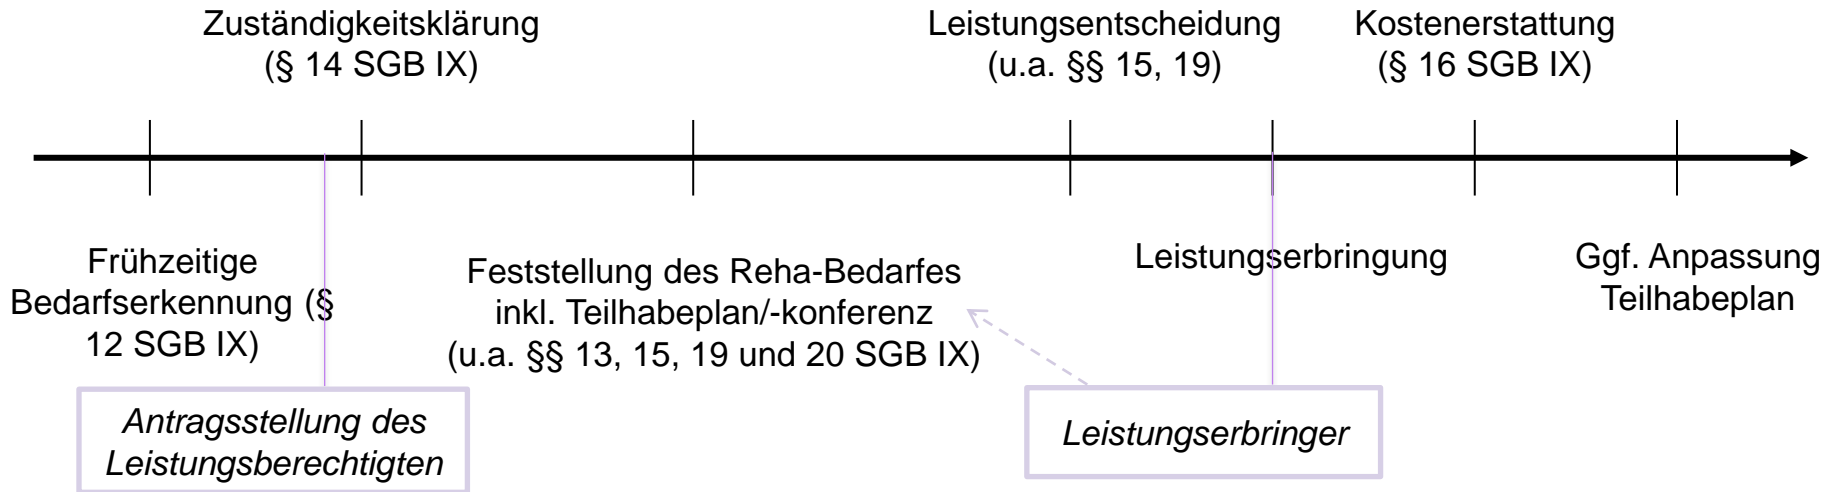 Zuständigkeitsklärung
(§ 14 SGB IX)
Leistungsentscheidung
(u.a. §§ 15, 19)
Kostenerstattung
(§ 16 SGB IX)
Frühzeitige
Bedarfserkennung (§
12 SGB IX)
Feststellung des Reha-Bedarfes
inkl. Teilhabeplan/-konferenz
(u.a. §§ 13, 15, 19 und 20 SGB IX)
Leistungserbringung
Ggf. Anpassung
Teilhabeplan
Antragsstellung des
Leistungsberechtigten
Leistungserbringer